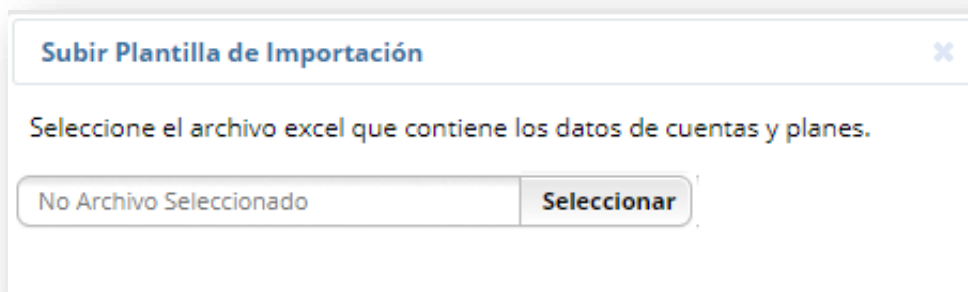 Subir Plantilla de Importación
Seleccione el archivo excel que contiene los datos de cuentas y planes.
No Archivo Seleccionado Seleccionar